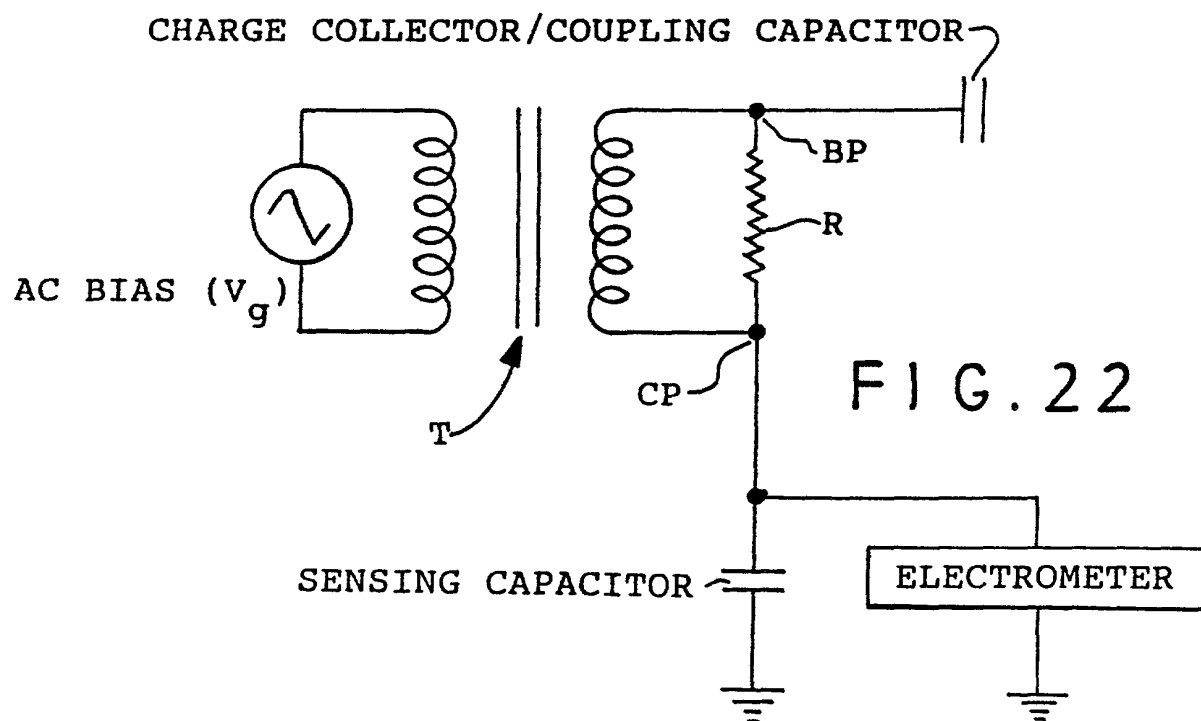 CHARGE COLLECTOR/COUPLING CAPACITOR
BP
R
AC BIAS (Vg)
CP
FIG.22
T
SENSING CAPACITOR
ELECTROMETER